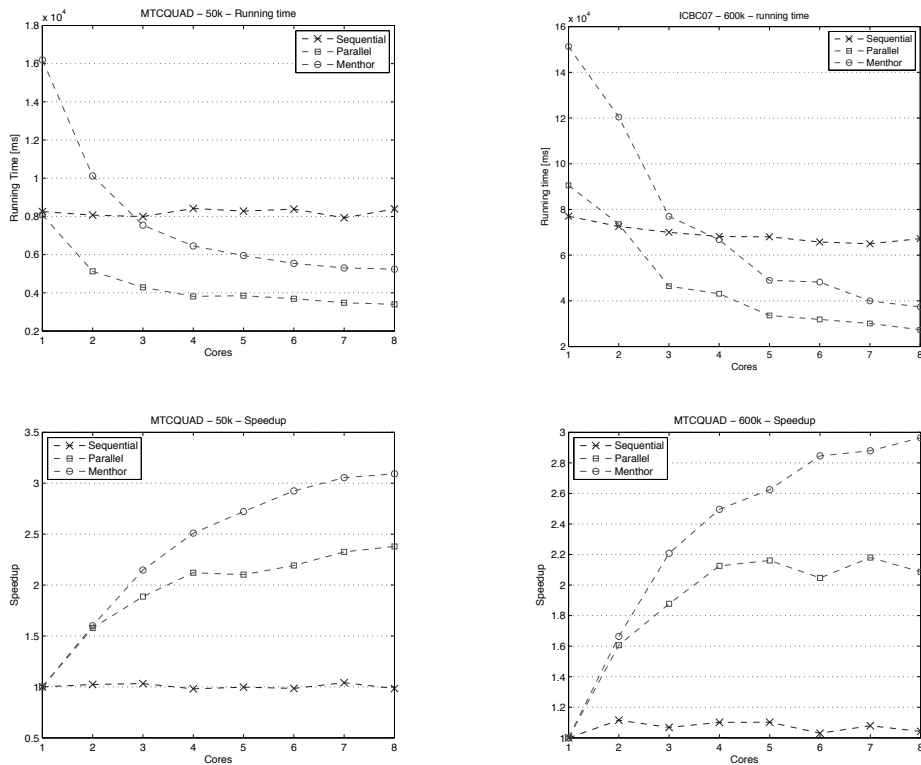 MTCQUAD – 50k – Running time
x 10⁴
Running Time [ms]
1.8
1.6
1.4
1.2
1
0.8
0.6
0.4
0.2
1 2 3 4 5 6 7 8
Cores
Sequential
Parallel
Menthor
ICBC07 – 600k – running time
x 10⁴
Running time [ms]
16
14
12
10
8
6
4
2
1 2 3 4 5 6 7 8
Cores
Sequential
Parallel
Menthor
MTCQUAD – 50k – Speedup
Speedup
3.5
3
2.5
2
1.5
1
0.5
1 2 3 4 5 6 7 8
Cores
Sequential
Parallel
Menthor
MTCQUAD – 600k – Speedup
Speedup
3
2.8
2.6
2.4
2.2
2
1.8
1.6
1.4
1.2
1
1 2 3 4 5 6 7 8
Cores
Sequential
Parallel
Menthor